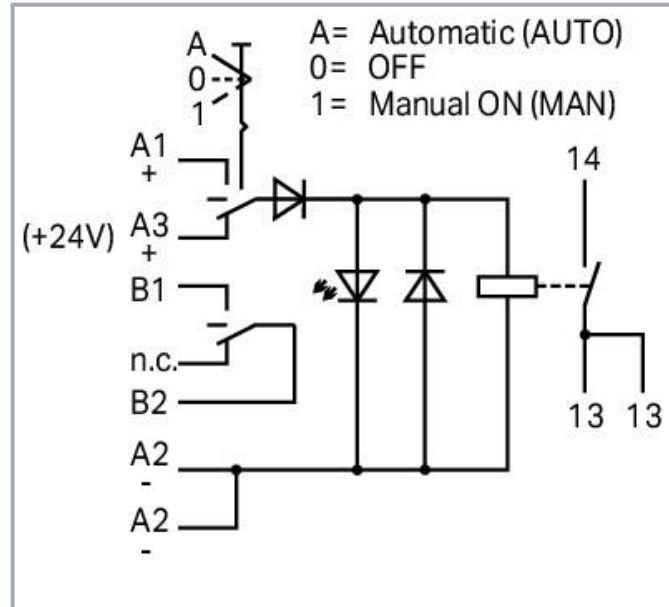 A
0
1
A= Automatic (AUTO)
0= OFF
1= Manual ON (MAN)
A1
+
(+24V) A3
+
B1
n.c.
B2
A2
-
A2
-
14
13 13